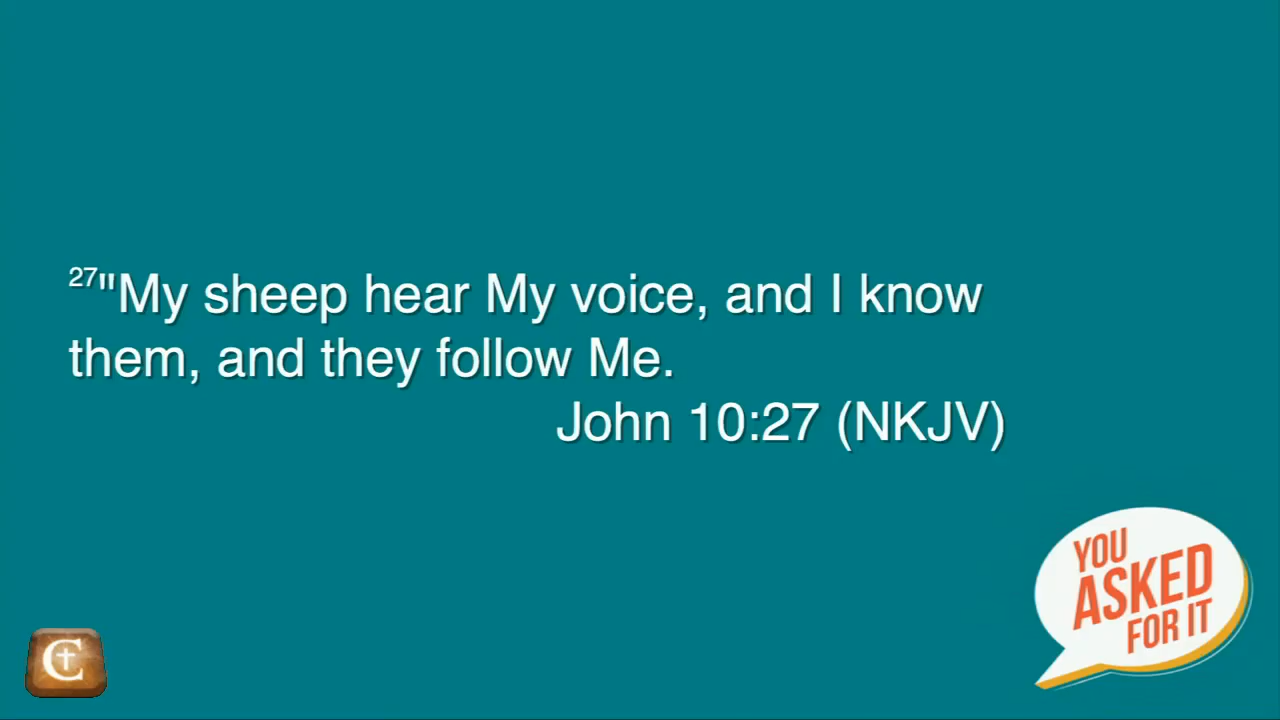 27"My sheep hear My voice, and I know
them, and they follow Me.
John 10:27 (NKJV)
YOU
ASKED
FOR IT
C